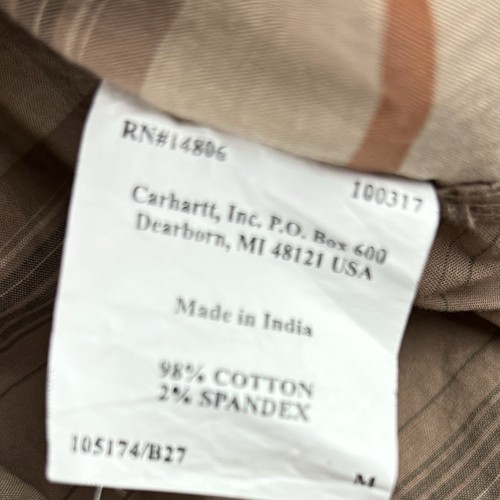 RN#14806
100317
Carhartt, Inc. P.O. Box 600
Dearborn, MI 48121 USA
Made in India
98% COTTON
2% SPANDEX
105174/B27
M